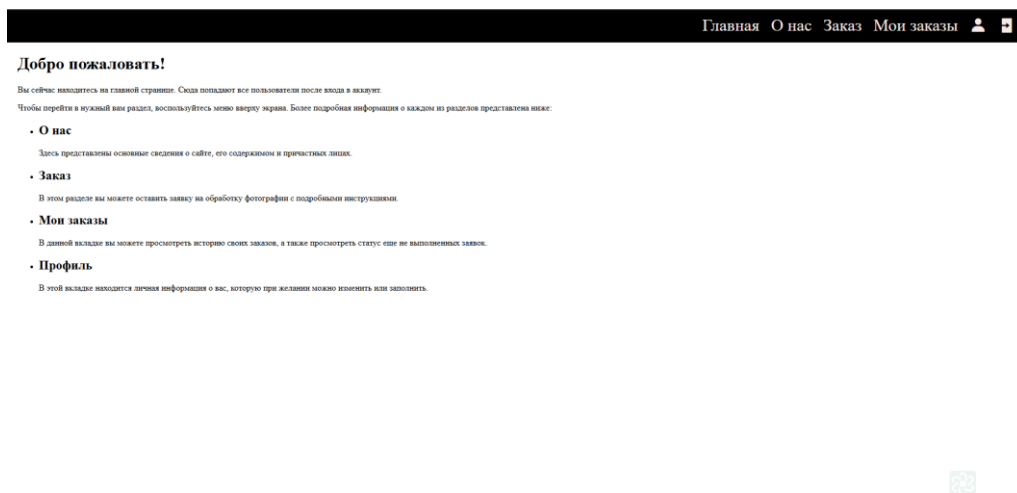 Главная О нас Заказ Мои заказы
Добро пожаловать!
Вы сейчас находитесь на главной странице. Сюда попадают все пользователи после входа в аккаунт.
Чтобы перейти в нужный вам раздел, воспользуйтесь меню вверху экрана. Более подробная информация о каждом из разделов представлена ниже:
О нас
Здесь представлены основные сведения о сайте, его содержимом и причастных лицах.
Заказ
В этом разделе вы можете оставить заявку на обработку фотографии с подробными инструкциями.
Мои заказы
В данной вкладке вы можете просмотреть историю своих заказов, а также просмотреть статус еще не выполненных заявок.
Профиль
В этой вкладке находится личная информация о вас, которую при желании можно изменить или заполнить.